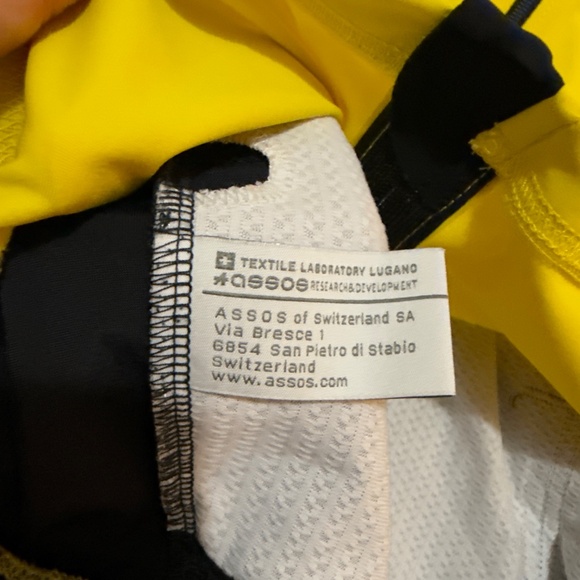 TEXTILE LABORATORY LUGANO
assos RESEARCH&DEVELOPMENT
ASSOS of Switzerland SA
Via Bresce 1
6854 San Pietro di Stabio
Switzerland
www.assos.com